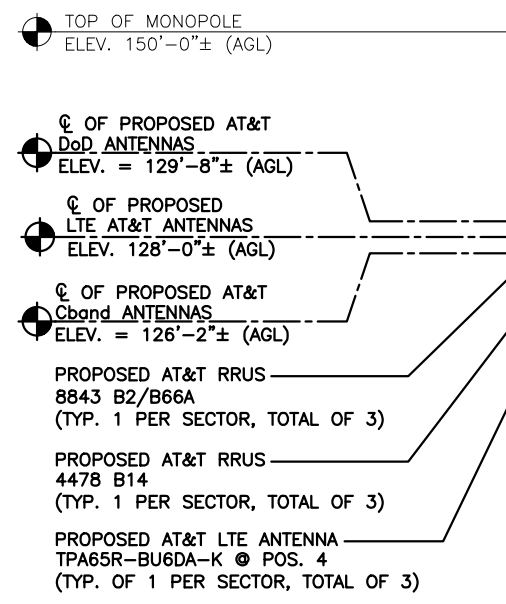 TOP OF MONOPOLE
ELEV. 150'-0"± (AGL)
℄ OF PROPOSED AT&T
DoD ANTENNAS
ELEV. = 129'-8"± (AGL)
℄ OF PROPOSED
LTE AT&T ANTENNAS
ELEV. 128'-0"± (AGL)
℄ OF PROPOSED AT&T
Cband ANTENNAS
ELEV. = 126'-2"± (AGL)
PROPOSED AT&T RRUS
8843 B2/B66A
(TYP. 1 PER SECTOR, TOTAL OF 3)
PROPOSED AT&T RRUS
4478 B14
(TYP. 1 PER SECTOR, TOTAL OF 3)
PROPOSED AT&T LTE ANTENNA
TPA65R-BU6DA-K @ POS. 4
(TYP. OF 1 PER SECTOR, TOTAL OF 3)